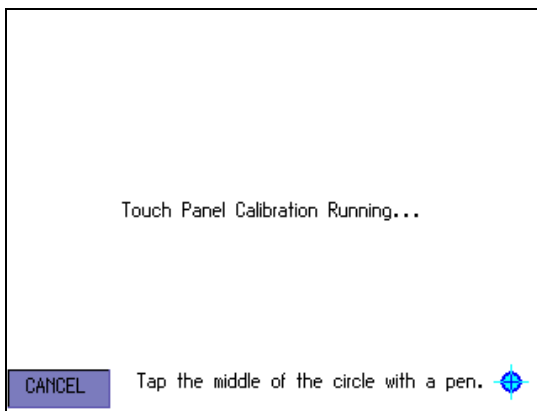 Touch Panel Calibration Running...
CANCEL
Tap the middle of the circle with a pen.